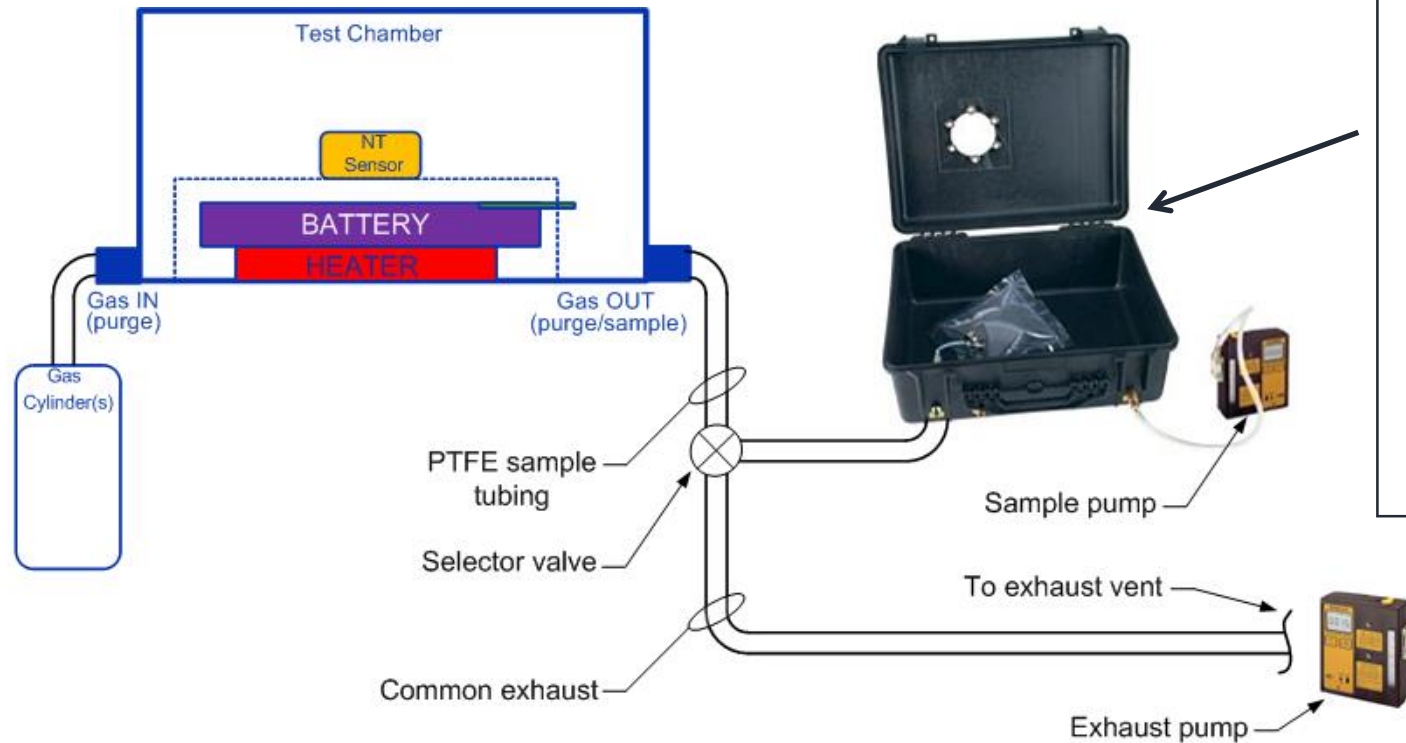 Test Chamber
NT
Sensor
BATTERY
HEATER
Gas IN
(purge)
Gas OUT
(purge/sample)
Gas
Cylinder(s)
PTFE sample
tubing
Selector valve
Sample pump
To exhaust vent
Common exhaust
Exhaust pump